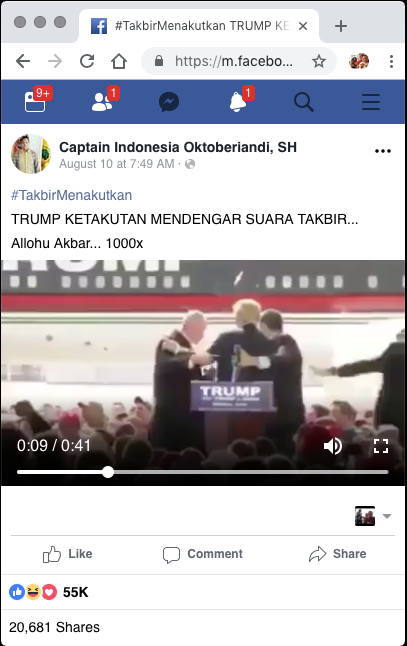 #TakbirMenakutkan TRUMP KE
https://m.facebo...
9+
1
1
Captain Indonesia Oktoberiandi, SH
August 10 at 7:49 AM ·
#TakbirMenakutkan
TRUMP KETAKUTAN MENDENGAR SUARA TAKBIR...
Allohu Akbar... 1000x
TRUMP
TRUMP
0:09 / 0:41
Like
Comment
Share
55K
20,681 Shares